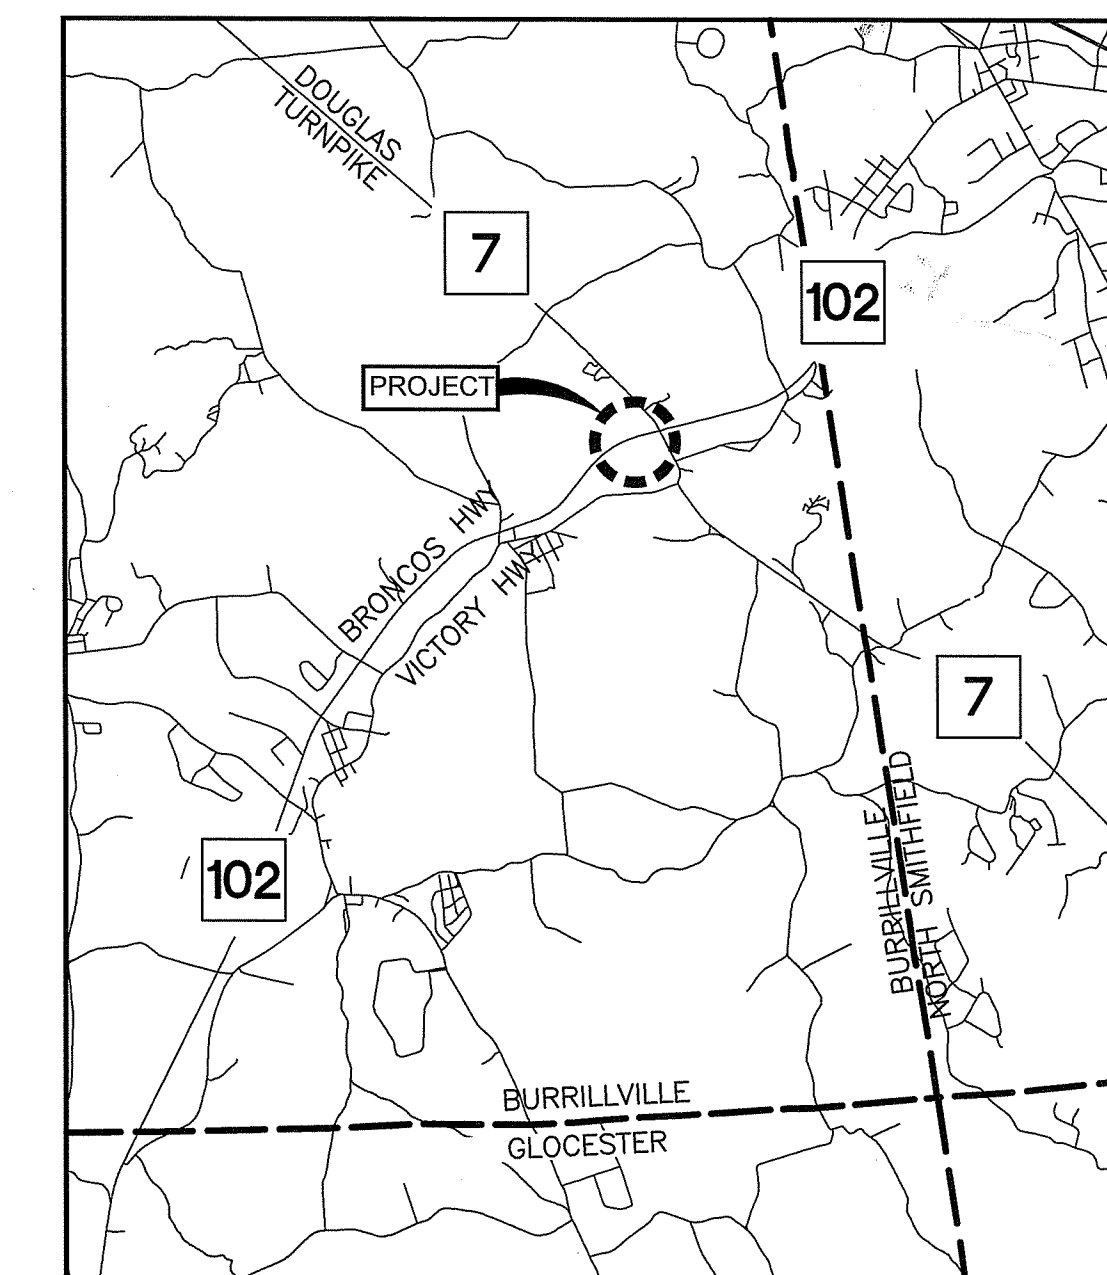 DOUGLAS
TURNPIKE
7
102
PROJECT
BRONCOS HWY
VICTORY HWY
7
BURRILLVILLE
NORTH SMITHFIELD
102
BURRILLVILLE
GLOCESTER